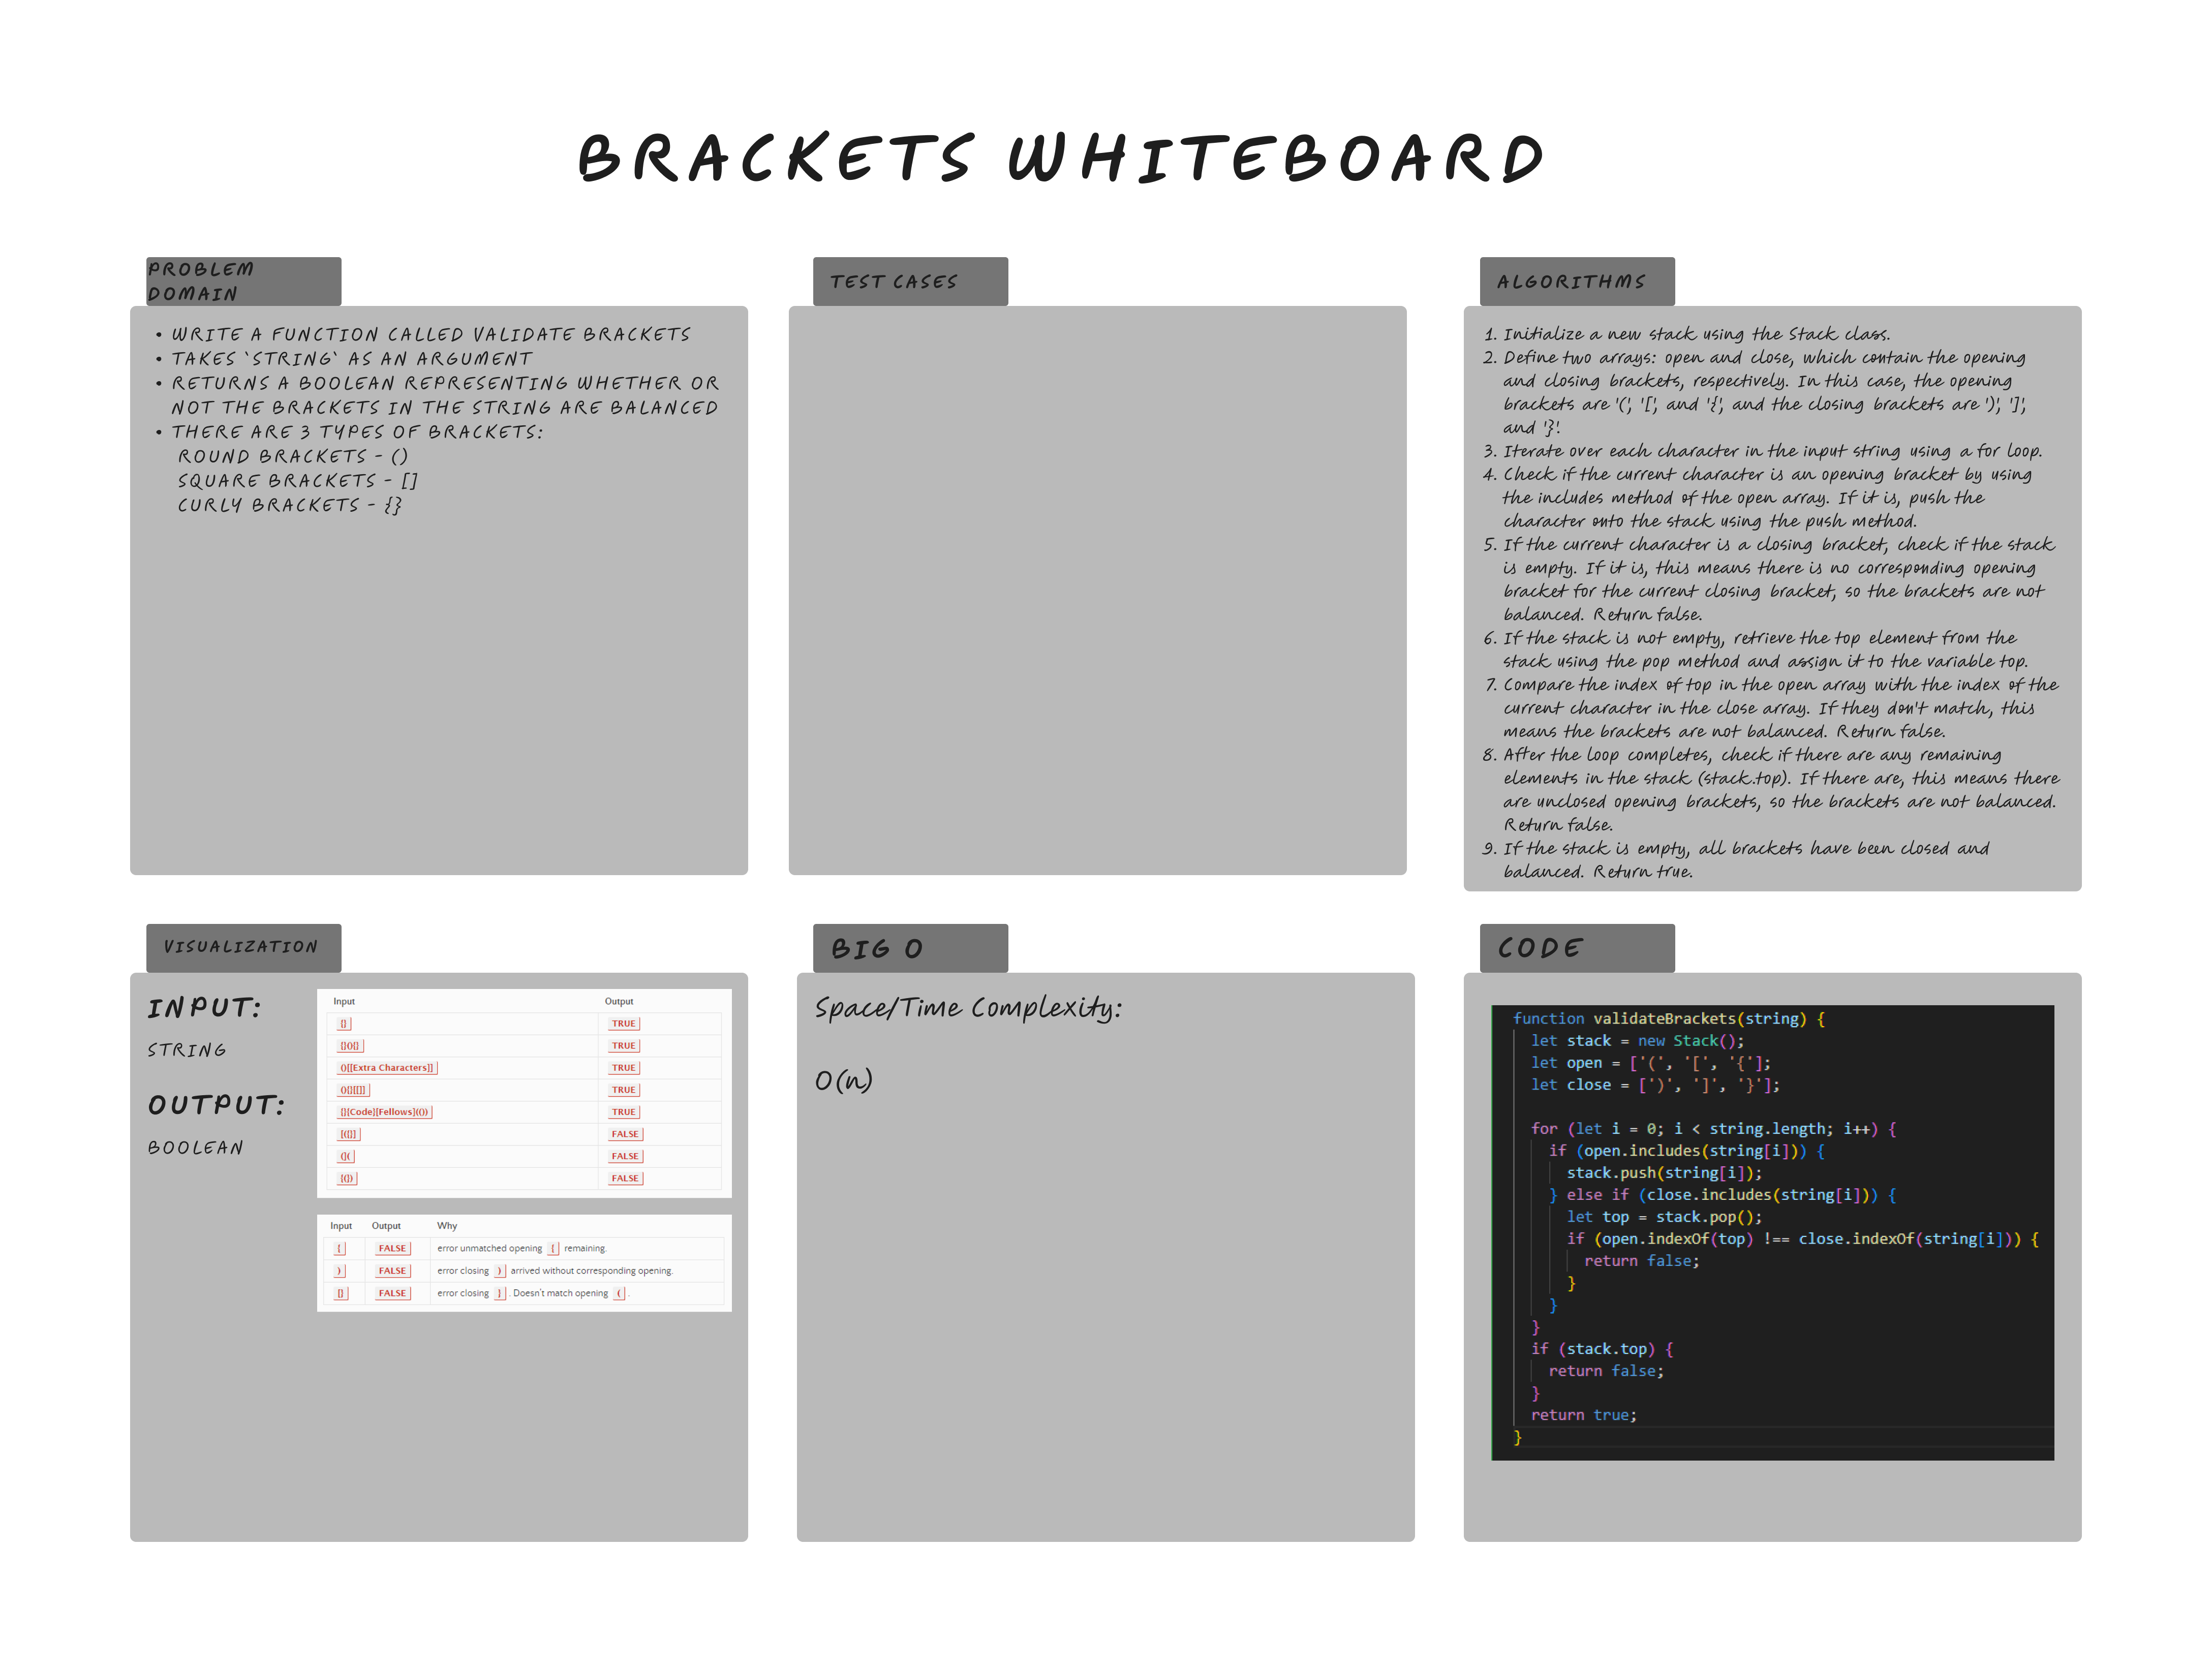 BRACKETS WHITEBOARD
PROBLEM
DOMAIN
• WRITE A FUNCTION CALLED VALIDATE BRACKETS
• TAKES `STRING` AS AN ARGUMENT
• RETURNS A BOOLEAN REPRESENTING WHETHER OR
NOT THE BRACKETS IN THE STRING ARE BALANCED
• THERE ARE 3 TYPES OF BRACKETS:
ROUND BRACKETS - ()
SQUARE BRACKETS - []
CURLY BRACKETS - {}
TEST CASES
ALGORITHMS
1. Initialize a new stack using the Stack class.
2. Define two arrays: open and close, which contain the opening
and closing brackets, respectively. In this case, the opening
brackets are '(', '[', and '{', and the closing brackets are ')', ']',
and '}'.
3. Iterate over each character in the input string using a for loop.
4. Check if the current character is an opening bracket by using
the includes method of the open array. If it is, push the
character onto the stack using the push method.
5. If the current character is a closing bracket, check if the stack
is empty. If it is, this means there is no corresponding opening
bracket for the current closing bracket, so the brackets are not
balanced. Return false.
6. If the stack is not empty, retrieve the top element from the
stack using the pop method and assign it to the variable top.
7. Compare the index of top in the open array with the index of the
current character in the close array. If they don't match, this
means the brackets are not balanced. Return false.
8. After the loop completes, check if there are any remaining
elements in the stack (stack.top). If there are, this means there
are unclosed opening brackets, so the brackets are not balanced.
Return false.
9. If the stack is empty, all brackets have been closed and
balanced. Return true.
VISUALIZATION
INPUT:
STRING
OUTPUT:
BOOLEAN
Input Output
{} TRUE
{}(){} TRUE
()[[Extra Characters]] TRUE
(){}[[]] TRUE
{}{Code}[Fellows](()) TRUE
[({}] FALSE
(]( FALSE
{(}) FALSE
Input Output Why
{ FALSE error unmatched opening { remaining.
) FALSE error closing ) arrived without corresponding opening.
[} FALSE error closing } . Doesn't match opening ( .
BIG O
Space/Time Complexity:
O(n)
CODE
function validateBrackets(string) {
let stack = new Stack();
let open = ['(', '[', '{'];
let close = [')', ']', '}'];
for (let i = 0; i < string.length; i++) {
if (open.includes(string[i])) {
stack.push(string[i]);
} else if (close.includes(string[i])) {
let top = stack.pop();
if (open.indexOf(top) !== close.indexOf(string[i])) {
return false;
}
}
}
if (stack.top) {
return false;
}
return true;
}